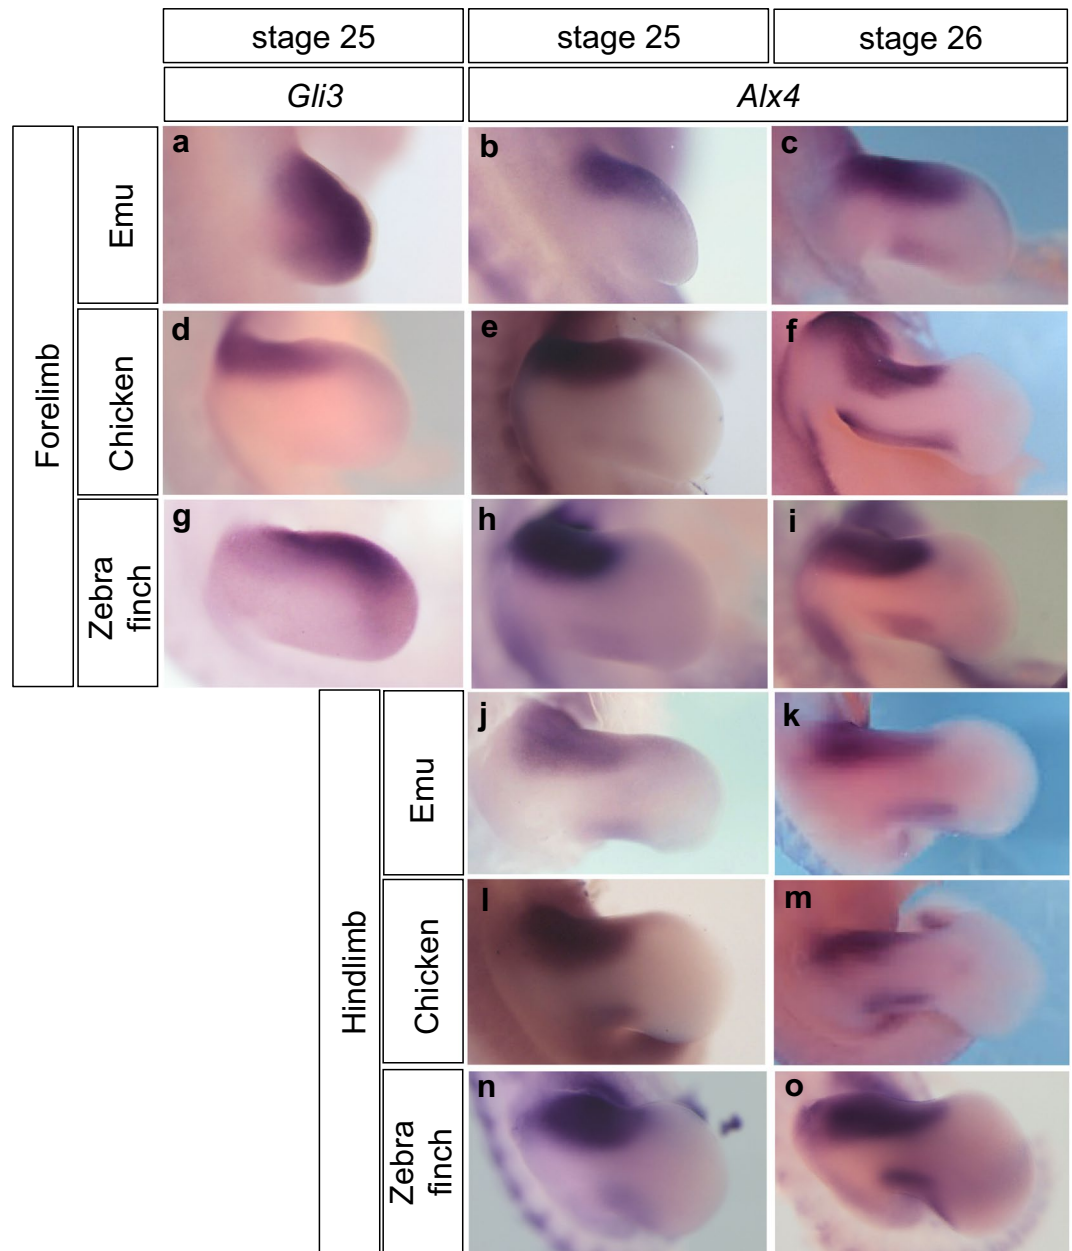 stage 25
stage 25
stage 26
Gli3
Alx4
Forelimb
Emu
a
b
c
Chicken
d
e
f
Zebra
finch
g
h
i
Hindlimb
Emu
j
k
Chicken
l
m
Zebra
finch
n
o